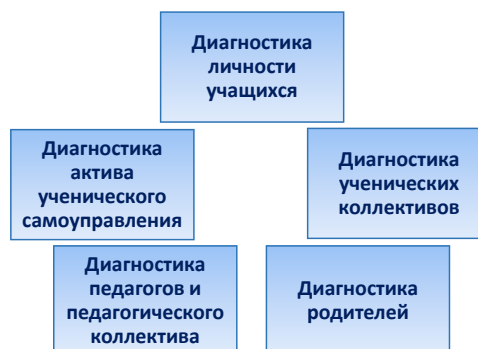 Диагностика
личности
учащихся
Диагностика
актива
ученического
самоуправления
Диагностика
ученических
коллективов
Диагностика
педагогов и
педагогического
коллектива
Диагностика
родителей